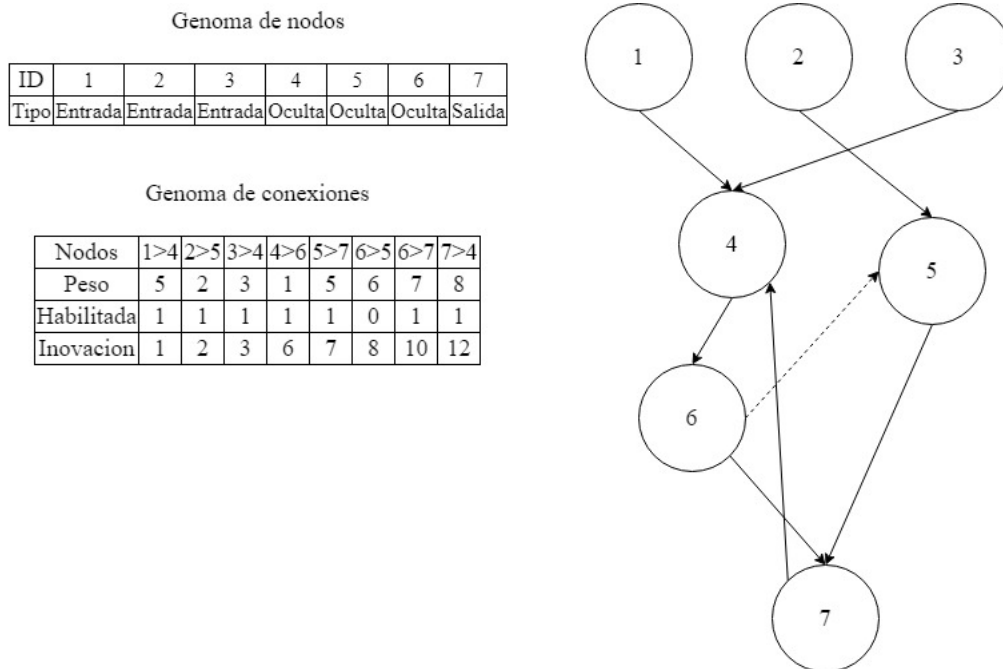 Genoma de nodos
ID 1 2 3 4 5 6 7
Tipo Entrada Entrada Entrada Oculta Oculta Oculta Salida
Genoma de conexiones
Nodos 1>4 2>5 3>4 4>6 5>7 6>5 6>7 7>4
Peso 5 2 3 1 5 6 7 8
Habilitada 1 1 1 1 1 0 1 1
Inovacion 1 2 3 6 7 8 10 12
1 2 3
4
5
6
7